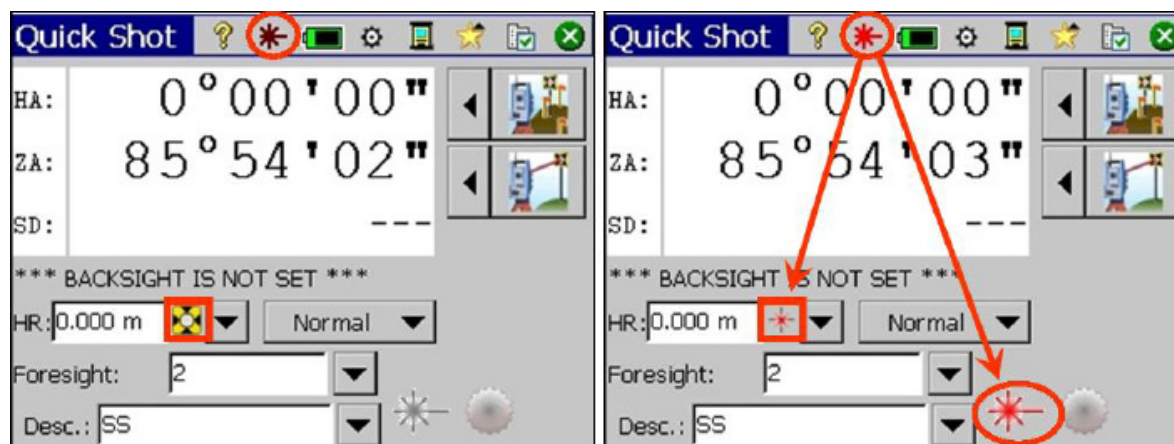 Quick Shot
HA: 0°00'00"
ZA: 85°54'02"
SD: ---
*** BACKSIGHT IS NOT SET ***
HR: 0.000 m Normal
Foresight: 2
Desc.: SS
Quick Shot
HA: 0°00'00"
ZA: 85°54'03"
SD: ---
*** BACKSIGHT IS NOT SET ***
HR: 0.000 m Normal
Foresight: 2
Desc.: SS